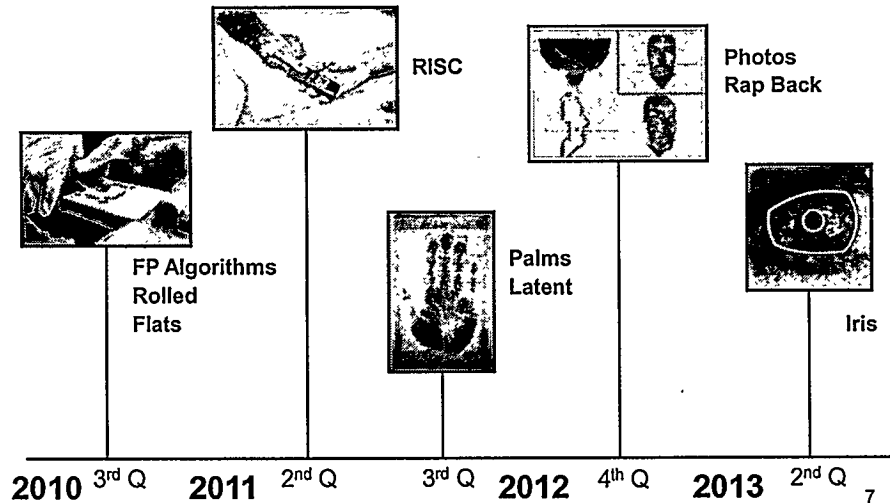 RISC
Photos
Rap Back
FP Algorithms
Rolled
Flats
Palms
Latent
Iris
2010 3rd Q 2011 2nd Q 3rd Q 2012 4th Q 2013 2nd Q 7